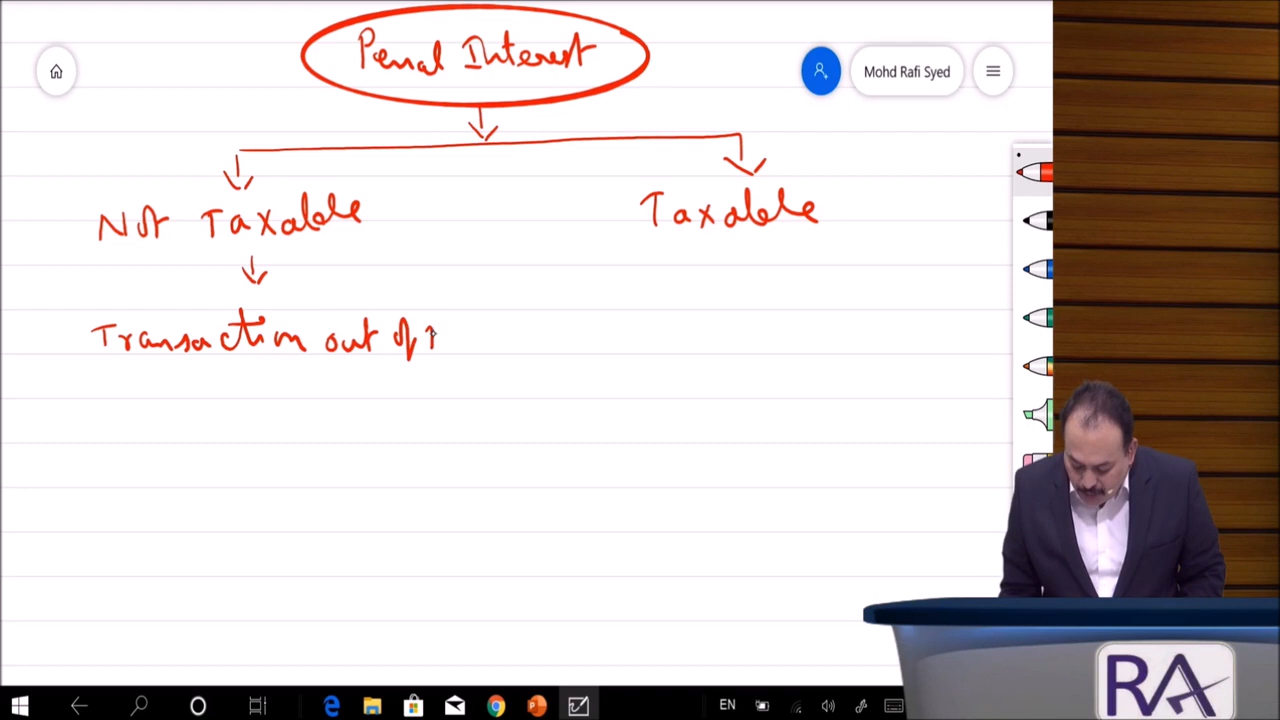 Penal Interest
Mohd Rafi Syed
Not Taxable
Taxable
Transaction out of
EN
RA